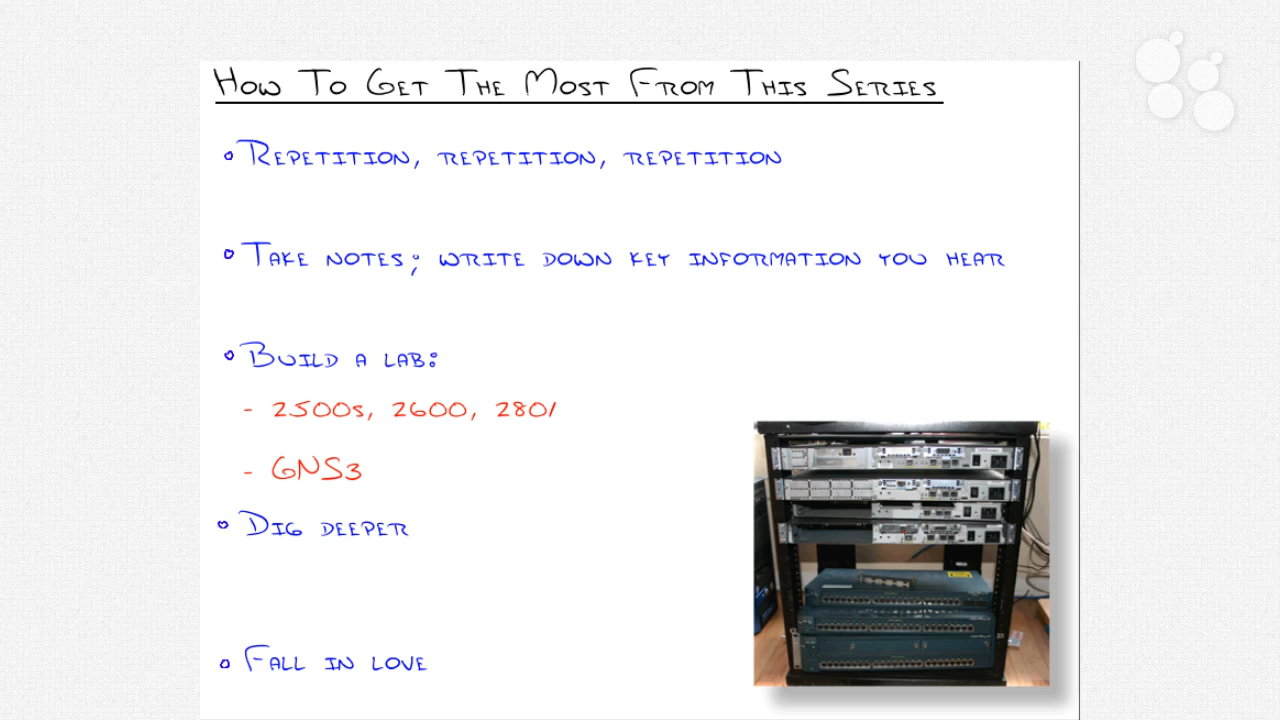 How To Get The Most From This Series
Repetition, repetition, repetition
Take notes; write down key information you hear
Build a lab:
- 2500s, 2600, 2801
- GNS3
Dig deeper
Fall in love